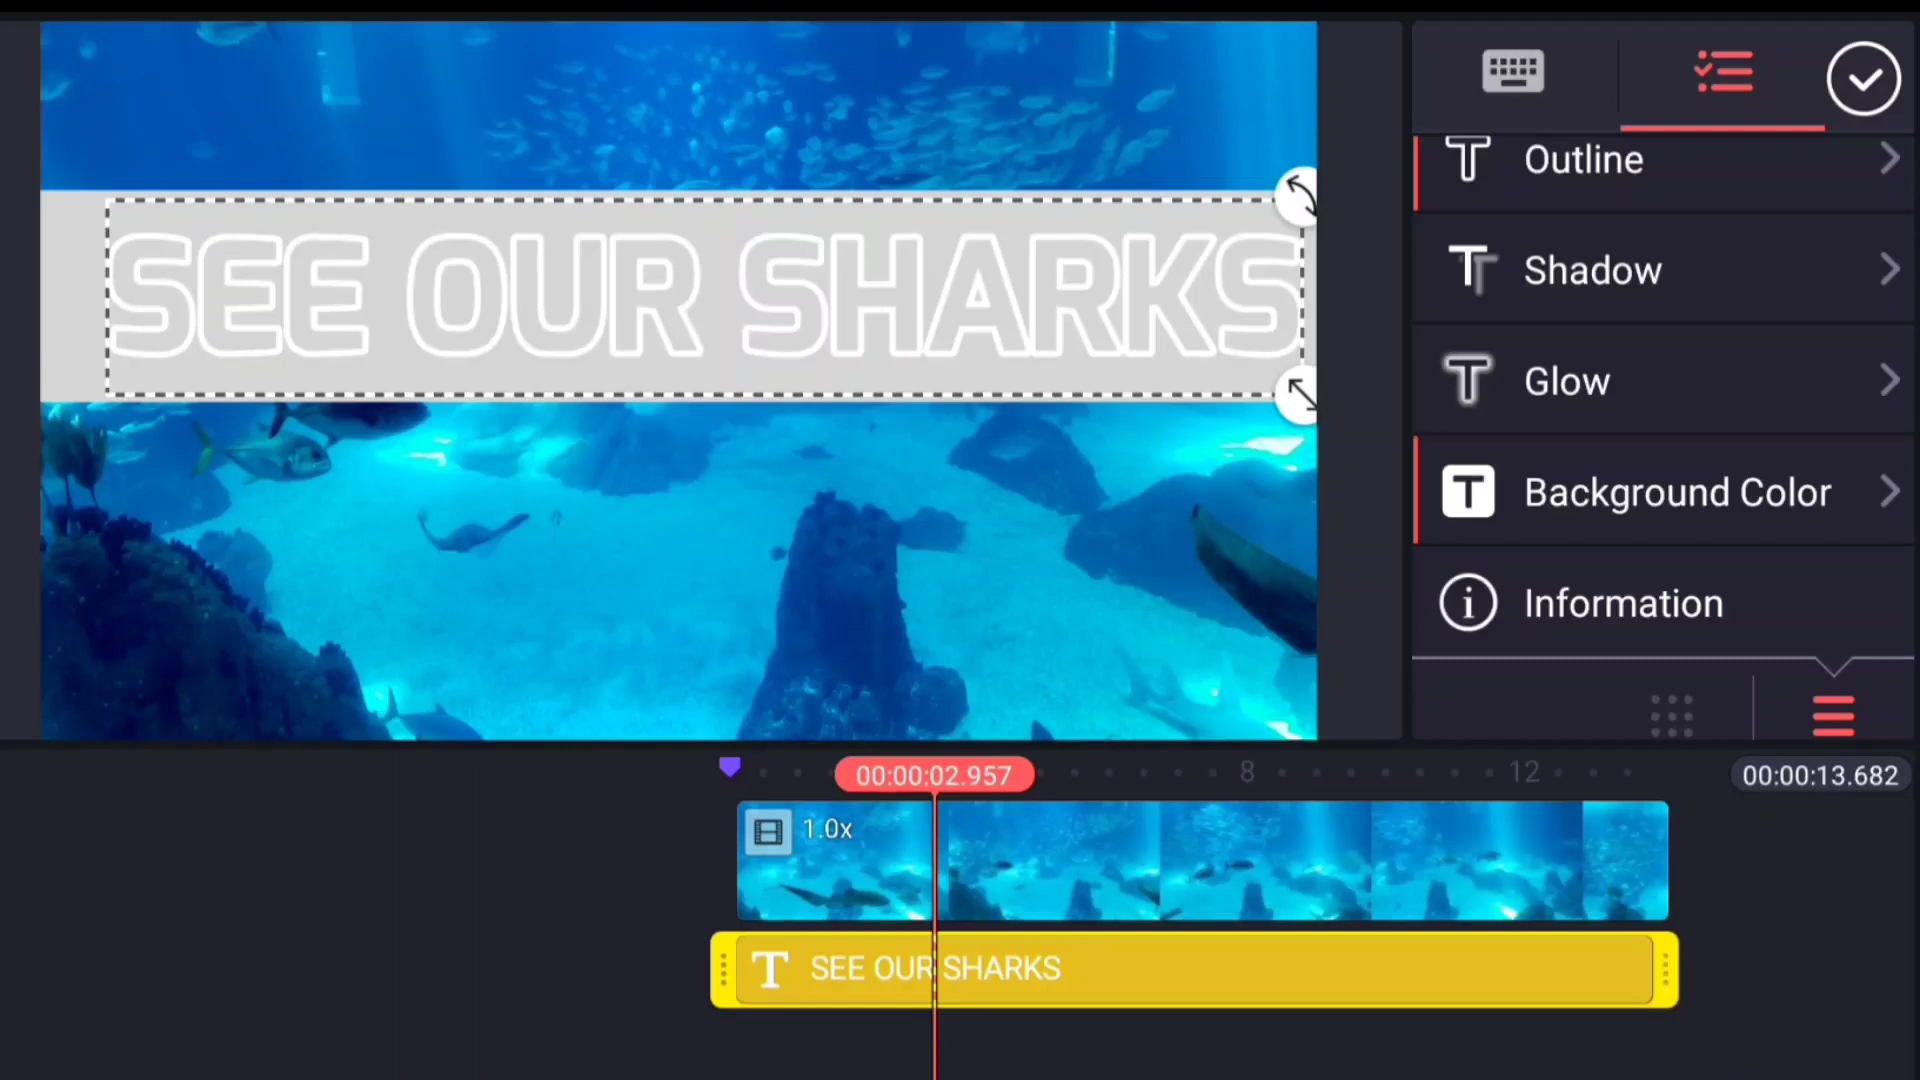 Outline
SEE OUR SHARKS
Shadow
Glow
Background Color
Information
00:00:02.957
8
12
00:00:13.682
1.0x
SEE OUR SHARKS